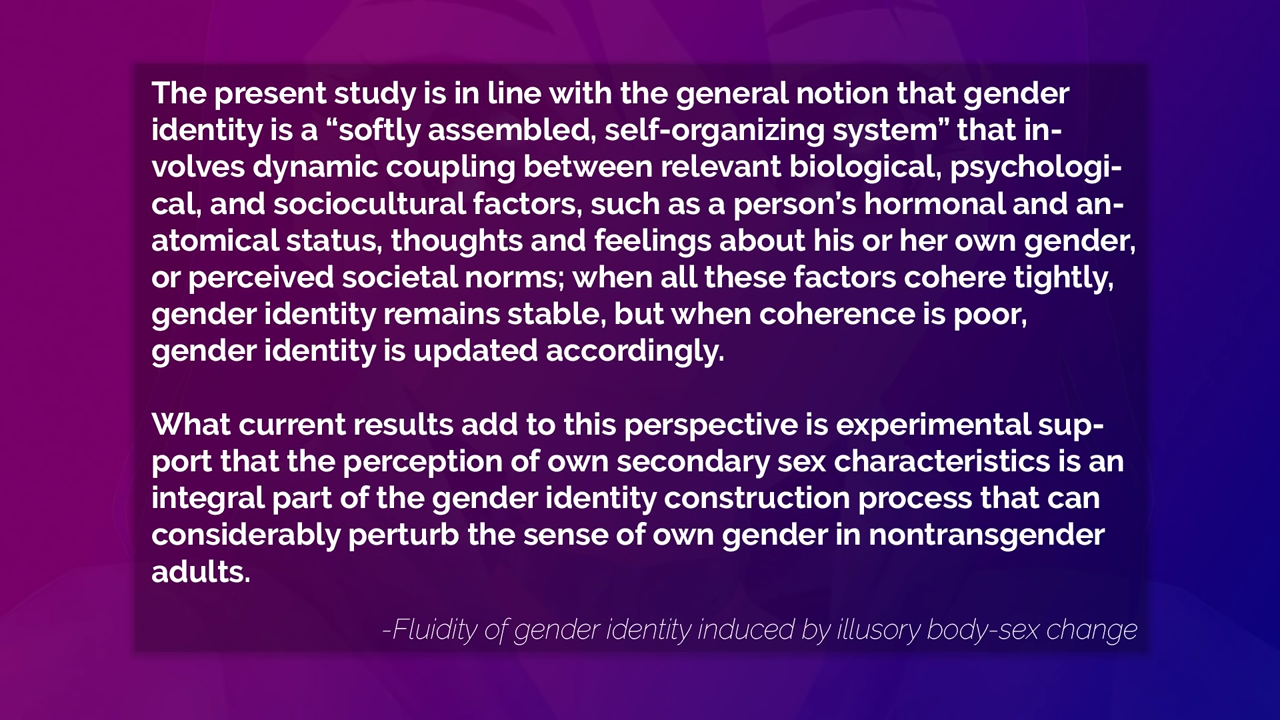 The present study is in line with the general notion that gender
identity is a “softly assembled, self-organizing system” that in-
volves dynamic coupling between relevant biological, psychologi-
cal, and sociocultural factors, such as a person’s hormonal and an-
atomical status, thoughts and feelings about his or her own gender,
or perceived societal norms; when all these factors cohere tightly,
gender identity remains stable, but when coherence is poor,
gender identity is updated accordingly.
What current results add to this perspective is experimental sup-
port that the perception of own secondary sex characteristics is an
integral part of the gender identity construction process that can
considerably perturb the sense of own gender in nontransgender
adults.
-Fluidity of gender identity induced by illusory body-sex change